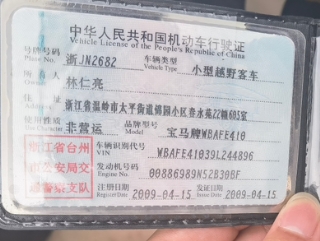 中华人民共和国机动车行驶证
Vehicle License of the People's Republic of China
号牌号码 浙JN2682 车辆类型 小型越野客车
Plate No. Vehicle Type
所有人 林仁亮
住址 浙江省温岭市太平街道锦园小区春水苑22幢605室
使用性质 非营运 品牌型号 宝马牌WBAFE410
浙江省台州市公安局交通警察支队
车辆识别代号 WBAFE41039L244896
VIN
发动机号码 00886989N52B30BF
Engine No.
注册日期 2009-04-15 发证日期 2009-04-15
Register Date Issue Date